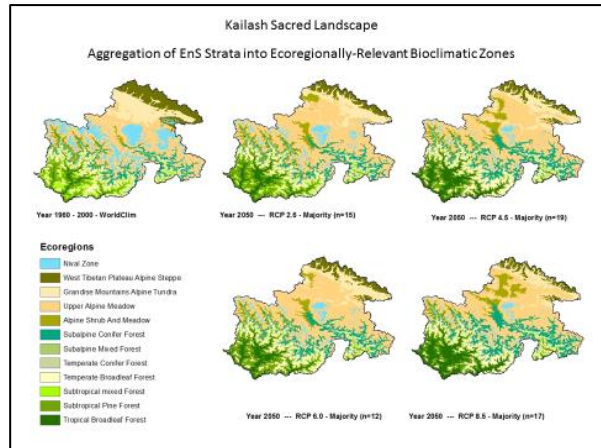 Kailash Sacred Landscape
Aggregation of EnS Strata into Ecoregionally-Relevant Bioclimatic Zones
Year 1960 - 2000 - WorldClim
Year 2050 --- RCP 2.6 - Majority (n=15)
Year 2050 --- RCP 4.5 - Majority (n=19)
Ecoregions
Nival Zone
West Tibetan Plateau Alpine Steppe
Grandise Mountains Alpine Tundra
Upper Alpine Meadow
Alpine Shrub And Meadow
Subalpine Conifer Forest
Subalpine Mixed Forest
Temperate Conifer Forest
Temperate Broadleaf Forest
Subtropical mixed Forest
Subtropical Pine Forest
Tropical Broadleaf Forest
Year 2050 --- RCP 6.0 - Majority (n=12)
Year 2050 --- RCP 8.5 - Majority (n=17)